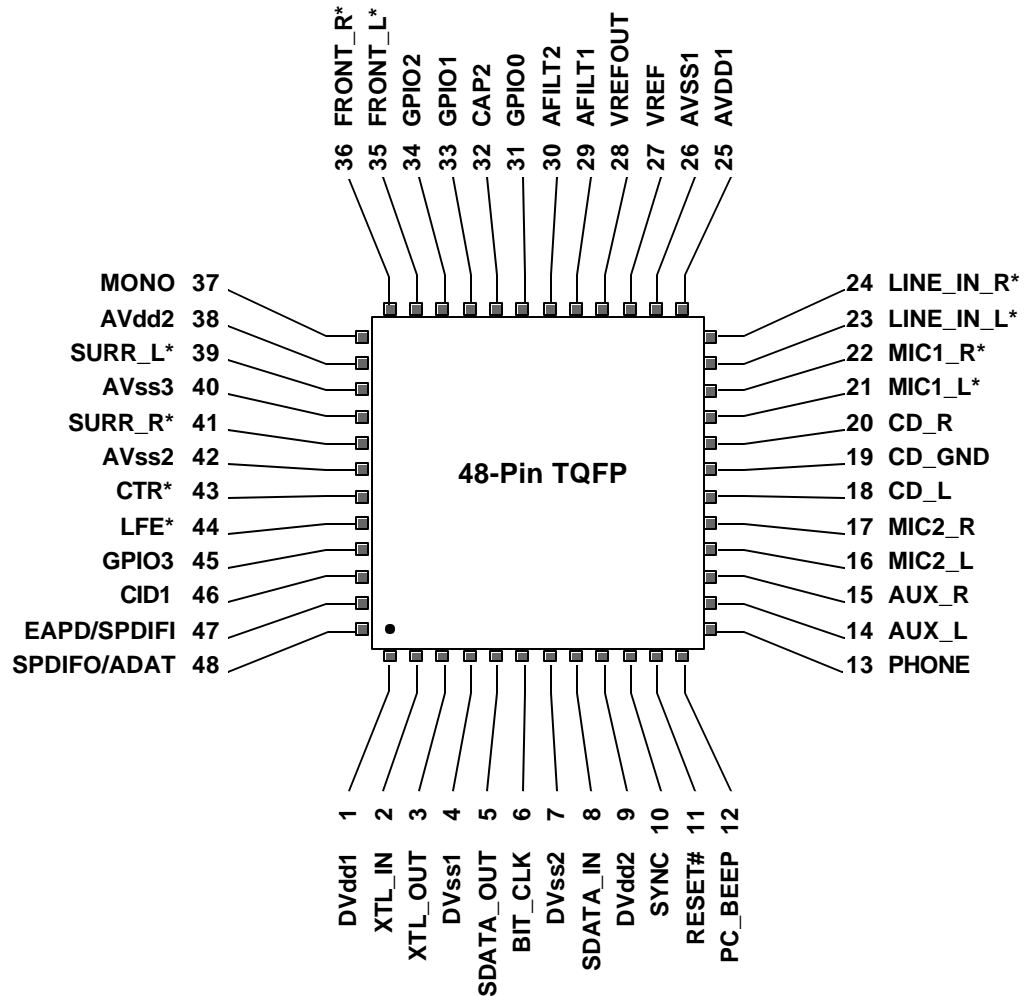 36 FRONT_R*
35 FRONT_L*
34 GPIO2
33 GPIO1
32 CAP2
31 GPIO0
30 AFILT2
29 AFILT1
28 VREFOUT
27 VREF
26 AVSS1
25 AVDD1
MONO 37
AVdd2 38
SURR_L* 39
AVss3 40
SURR_R* 41
AVss2 42
CTR* 43
LFE* 44
GPIO3 45
CID1 46
EAPD/SPDIFI 47
SPDIFO/ADAT 48
48-Pin TQFP
24 LINE_IN_R*
23 LINE_IN_L*
22 MIC1_R*
21 MIC1_L*
20 CD_R
19 CD_GND
18 CD_L
17 MIC2_R
16 MIC2_L
15 AUX_R
14 AUX_L
13 PHONE
DVdd1 1
XTL_IN 2
XTL_OUT 3
DVss1 4
SDATA_OUT 5
BIT_CLK 6
DVss2 7
SDATA_IN 8
DVdd2 9
SYNC 10
RESET# 11
PC_BEEP 12